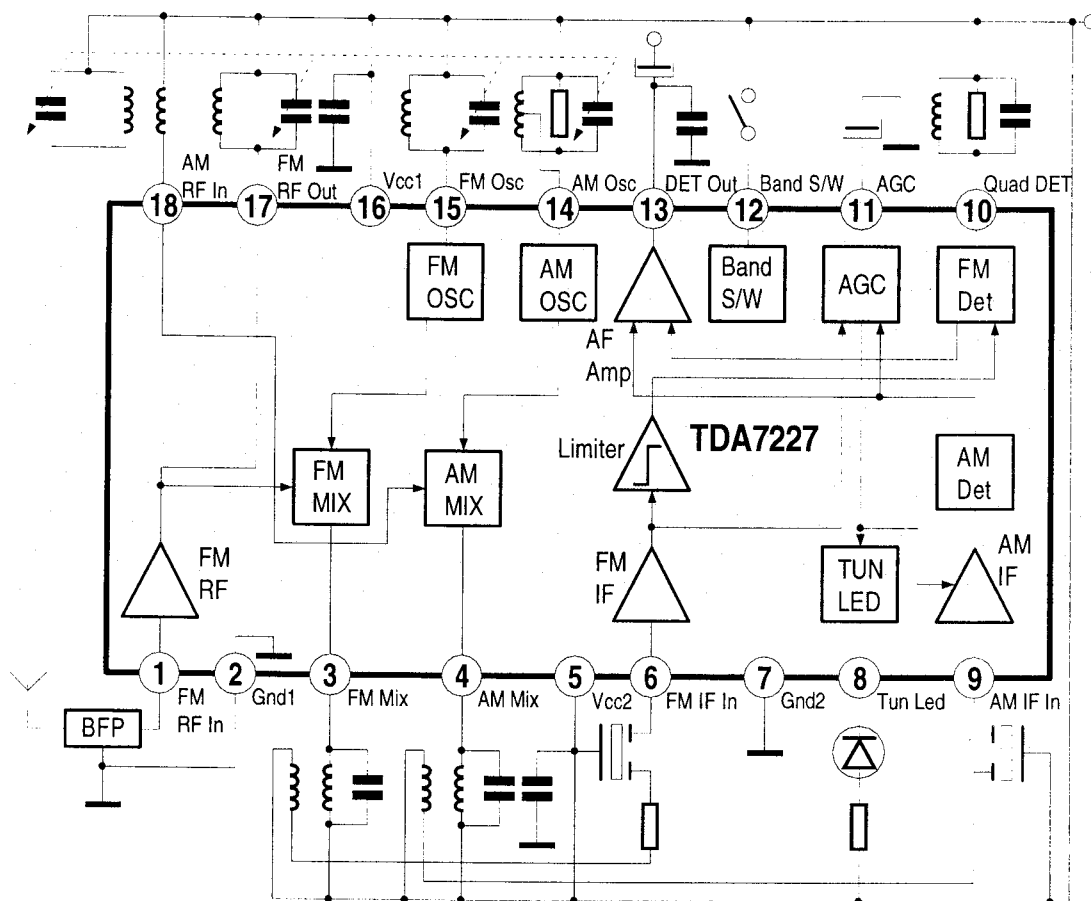 AM FM
RF In RF Out Vcc1 FM Osc AM Osc DET Out Band S/W AGC Quad DET
18 17 16 15 14 13 12 11 10
FM AM Band AGC FM
OSC OSC S/W Det
AF
Amp
Limiter TDA7227
FM AM AM
MIX MIX Det
FM FM TUN AM
RF IF LED IF
1 2 3 4 5 6 7 8 9
FM Gnd1 FM Mix AM Mix Vcc2 FM IF In Gnd2 Tun Led AM IF In
RF In
BFP